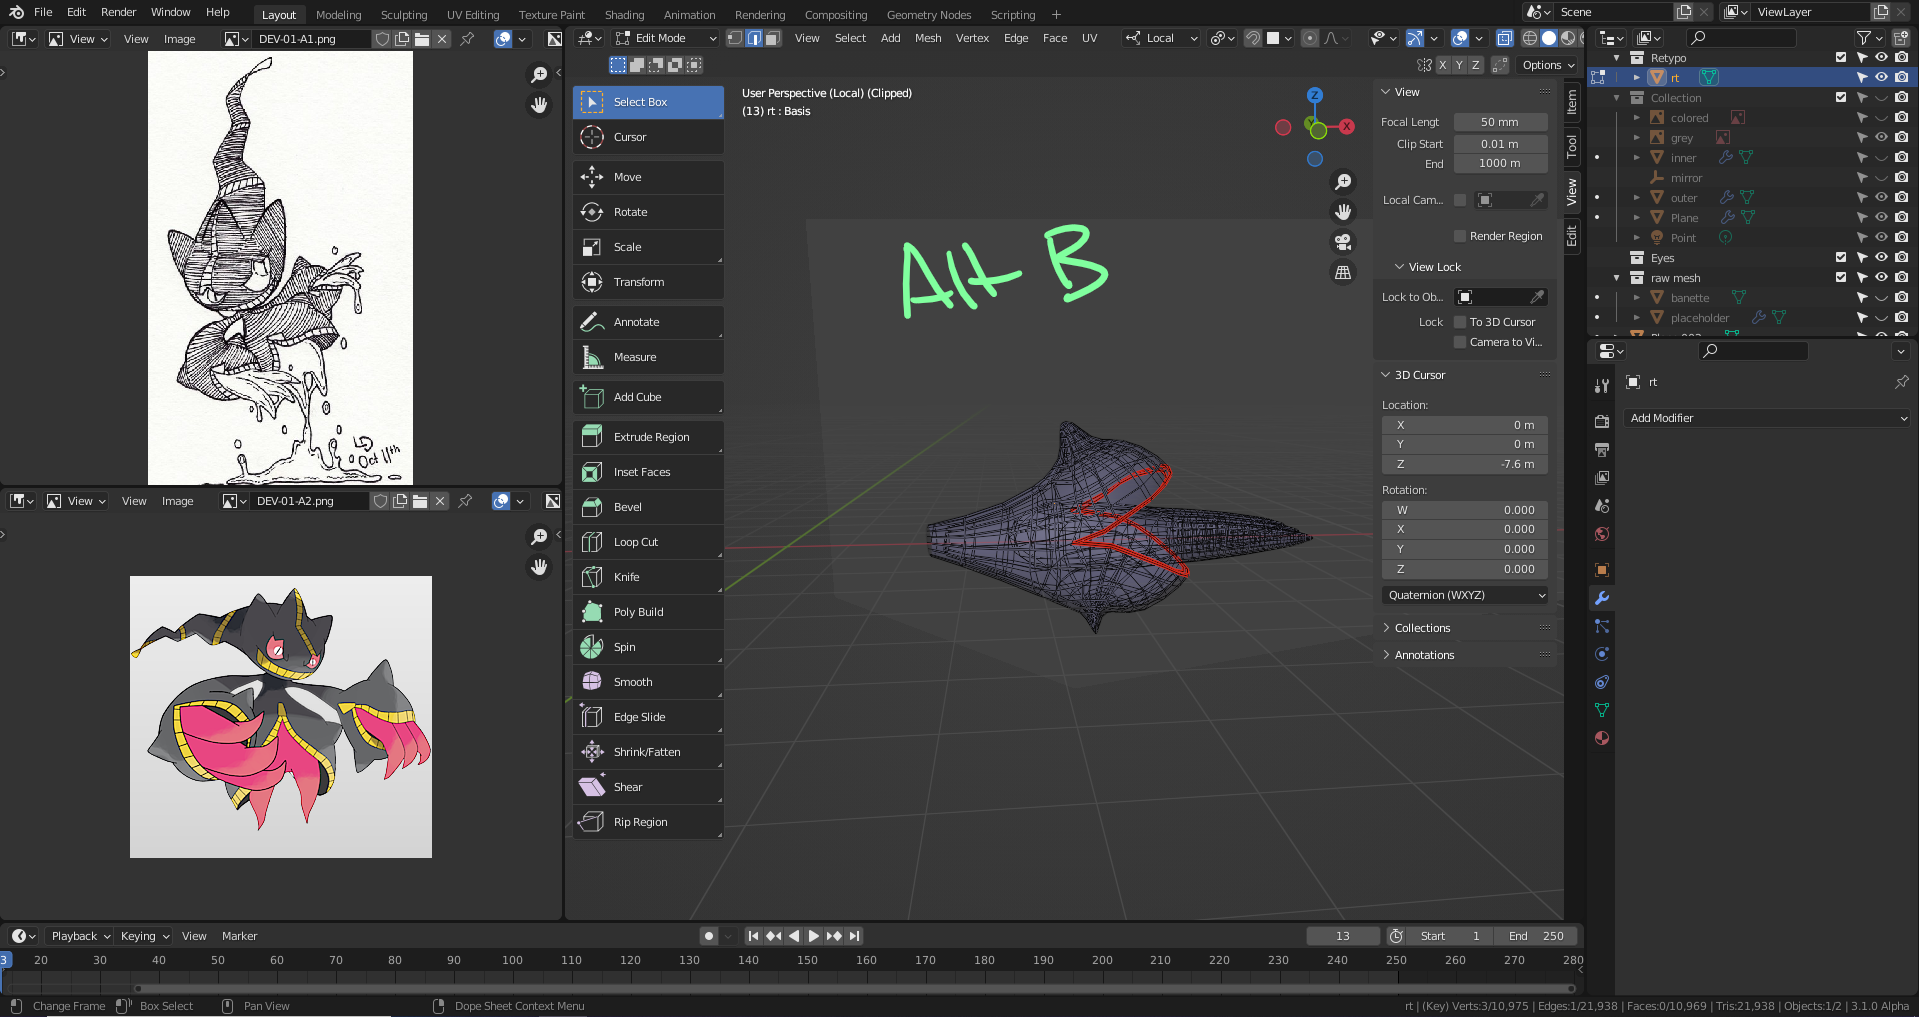 File Edit Render Window Help
Layout Modeling Sculpting UV Editing Texture Paint Shading Animation Rendering Compositing Geometry Nodes Scripting +
Scene
ViewLayer
View View Image DEV-01-A1.png
Edit Mode View Select Add Mesh Vertex Edge Face UV Local
X Y Z Options
Select Box
Cursor
Move
Rotate
Scale
Transform
Annotate
Measure
Add Cube
Extrude Region
Inset Faces
Bevel
Loop Cut
Knife
Poly Build
Spin
Smooth
Edge Slide
Shrink/Fatten
Shear
Rip Region
User Perspective (Local) (Clipped)
(13) rt : Basis
Alt B
Z
Y
X
View
Focal Lengt 50 mm
Clip Start 0.01 m
End 1000 m
Local Cam...
Render Region
View Lock
Lock to Ob...
Lock To 3D Cursor
Camera to Vi...
3D Cursor
Location:
X 0 m
Y 0 m
Z -7.6 m
Rotation:
W 0.000
X 0.000
Y 0.000
Z 0.000
Quaternion (WXYZ)
Collections
Annotations
Item
Tool
View
Edit
Retypo
rt
Collection
colored
grey
inner
mirror
outer
Plane
Point
Eyes
raw mesh
banette
placeholder
rt
Add Modifier
LD
Oct 11th
View View Image DEV-01-A2.png
Playback Keying View Marker
13 Start 1 End 250
3 20 30 40 50 60 70 80 90 100 110 120 130 140 150 160 170 180 190 200 210 220 230 240 250 260 270 280
Change Frame Box Select Pan View Dope Sheet Context Menu
rt | (Key) Verts:3/10,975 | Edges:1/21,938 | Faces:0/10,969 | Tris:21,938 | Objects:1/2 | 3.1.0 Alpha